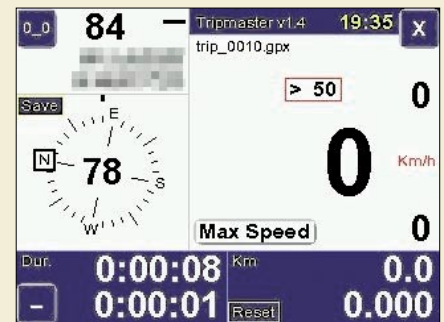 0_0 84 – Tripmaster v1.4 19:35 X
trip_0010.gpx
> 50 0
Save
E
N 78 S
W
0 Km/h
Max Speed 0
Dur. 0:00:08 Km 0.0
– 0:00:01 Reset 0.000